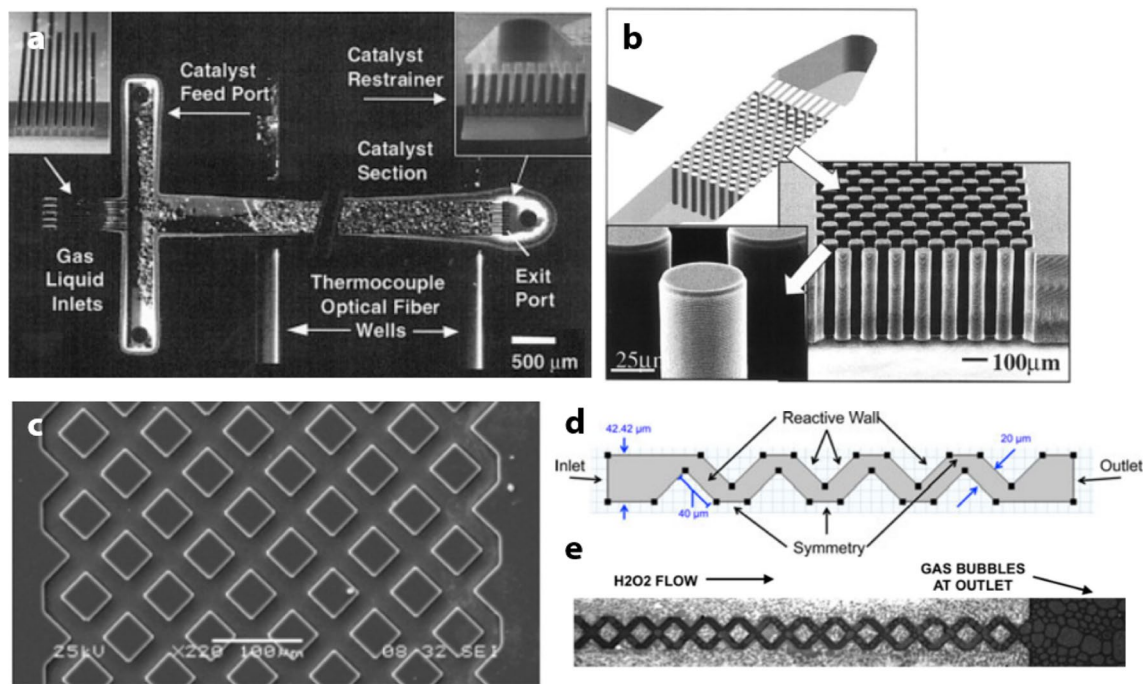 a
Catalyst
Feed Port
Catalyst
Restrainer
Catalyst
Section
Gas
Liquid
Inlets
Thermocouple
Optical Fiber
Wells
Exit
Port
500 µm
b
25µm
100µm
c
25kV X220 100µm 08 32 SEI
d
42.42 µm
Reactive Wall
20 µm
Inlet
Outlet
40 µm
Symmetry
e
H2O2 FLOW
GAS BUBBLES
AT OUTLET